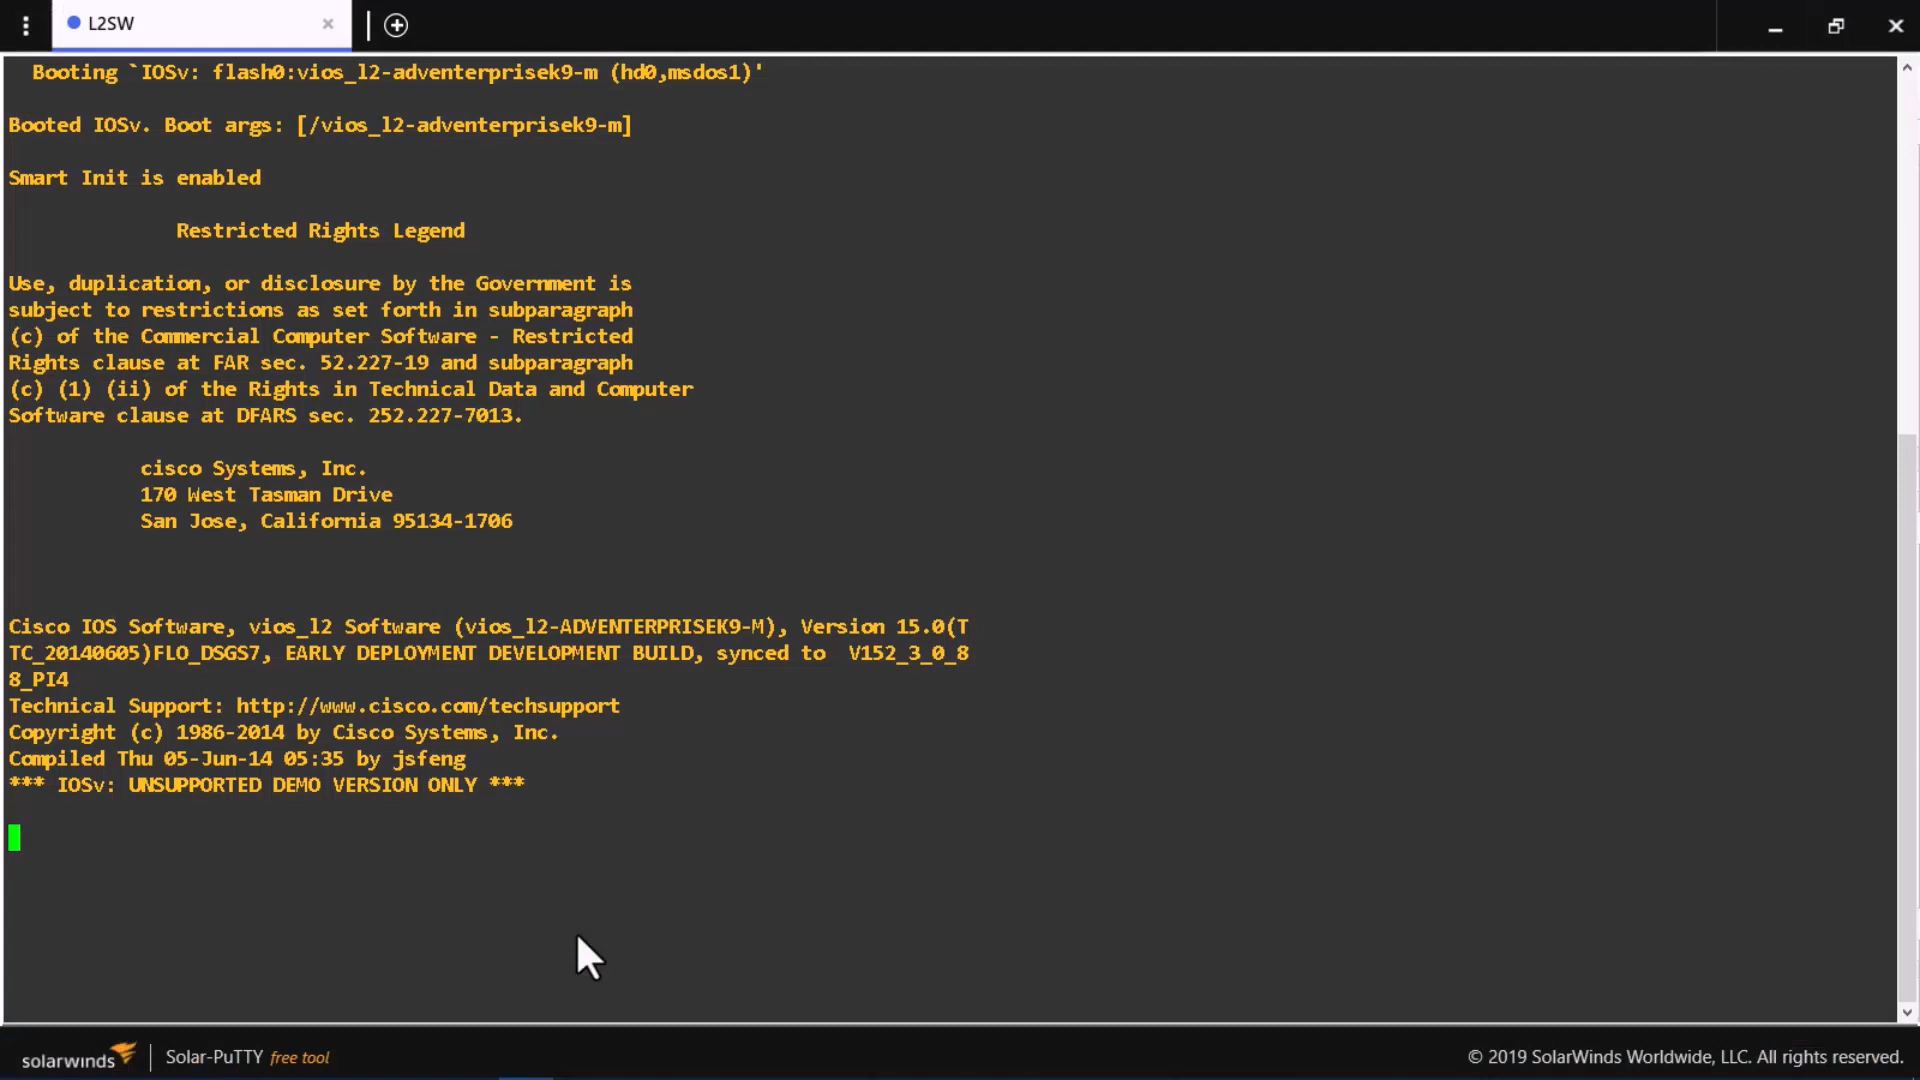 L2SW
Booting `IOSv: flash0:vios_l2-adventerprisek9-m (hd0,msdos1)'
Booted IOSv. Boot args: [/vios_l2-adventerprisek9-m]
Smart Init is enabled
Restricted Rights Legend
Use, duplication, or disclosure by the Government is
subject to restrictions as set forth in subparagraph
(c) of the Commercial Computer Software - Restricted
Rights clause at FAR sec. 52.227-19 and subparagraph
(c) (1) (ii) of the Rights in Technical Data and Computer
Software clause at DFARS sec. 252.227-7013.
cisco Systems, Inc.
170 West Tasman Drive
San Jose, California 95134-1706
Cisco IOS Software, vios_l2 Software (vios_l2-ADVENTERPRISEK9-M), Version 15.0(T
TC_20140605)FLO_DSGS7, EARLY DEPLOYMENT DEVELOPMENT BUILD, synced to  V152_3_0_8
8_PI4
Technical Support: http://www.cisco.com/techsupport
Copyright (c) 1986-2014 by Cisco Systems, Inc.
Compiled Thu 05-Jun-14 05:35 by jsfeng
*** IOSv: UNSUPPORTED DEMO VERSION ONLY ***
solarwinds Solar-PuTTY free tool © 2019 SolarWinds Worldwide, LLC. All rights reserved.